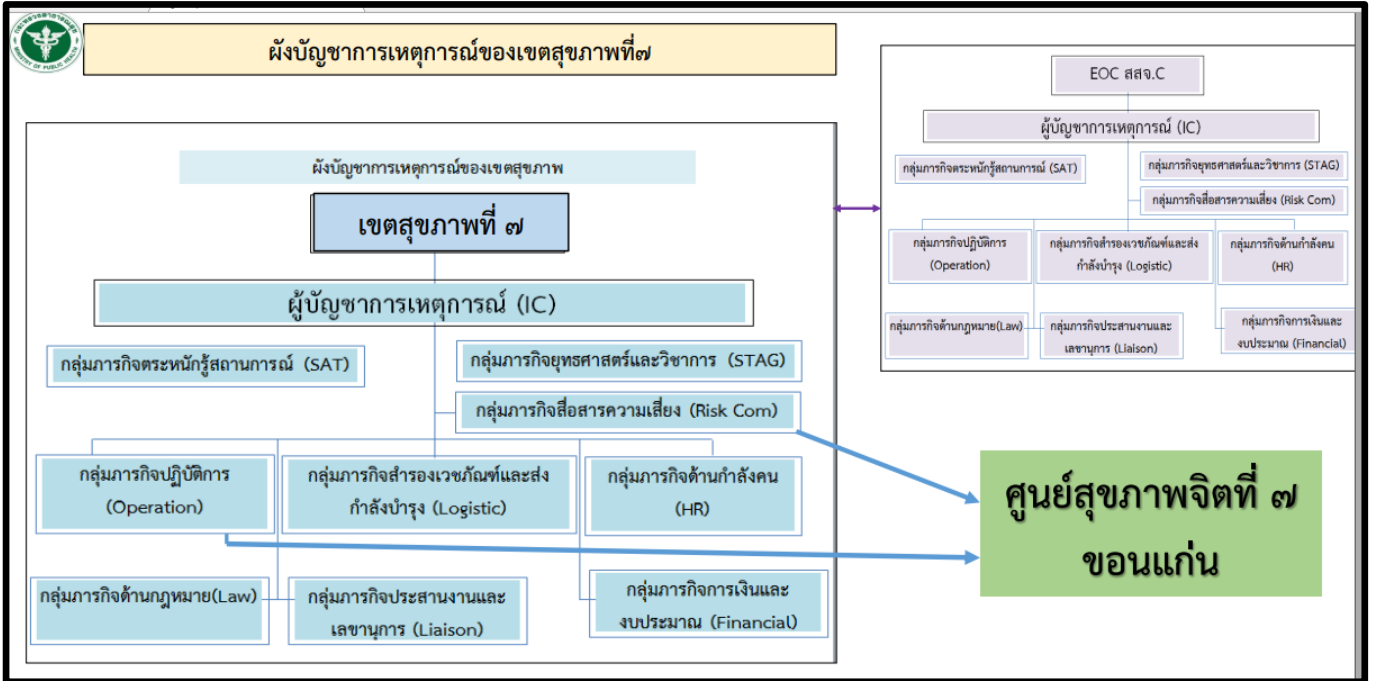 กระทรวงสาธารณสุข
MINISTRY OF PUBLIC HEALTH
ผังบัญชาการเหตุการณ์ของเขตสุขภาพที่๗
ผังบัญชาการเหตุการณ์ของเขตสุขภาพ
เขตสุขภาพที่ ๗
ผู้บัญชาการเหตุการณ์ (IC)
กลุ่มภารกิจตระหนักรู้สถานการณ์ (SAT)
กลุ่มภารกิจยุทธศาสตร์และวิชาการ (STAG)
กลุ่มภารกิจสื่อสารความเสี่ยง (Risk Com)
กลุ่มภารกิจปฏิบัติการ
(Operation)
กลุ่มภารกิจสำรองเวชภัณฑ์และส่ง
กำลังบำรุง (Logistic)
กลุ่มภารกิจด้านกำลังคน
(HR)
กลุ่มภารกิจด้านกฎหมาย(Law)
กลุ่มภารกิจประสานงานและ
เลขานุการ (Liaison)
กลุ่มภารกิจการเงินและ
งบประมาณ (Financial)
EOC สสจ.C
ผู้บัญชาการเหตุการณ์ (IC)
กลุ่มภารกิจตระหนักรู้สถานการณ์ (SAT)
กลุ่มภารกิจยุทธศาสตร์และวิชาการ (STAG)
กลุ่มภารกิจสื่อสารความเสี่ยง (Risk Com)
กลุ่มภารกิจปฏิบัติการ
(Operation)
กลุ่มภารกิจสำรองเวชภัณฑ์และส่ง
กำลังบำรุง (Logistic)
กลุ่มภารกิจด้านกำลังคน
(HR)
กลุ่มภารกิจด้านกฎหมาย(Law)
กลุ่มภารกิจประสานงานและ
เลขานุการ (Liaison)
กลุ่มภารกิจการเงินและ
งบประมาณ (Financial)
ศูนย์สุขภาพจิตที่ ๗
ขอนแก่น